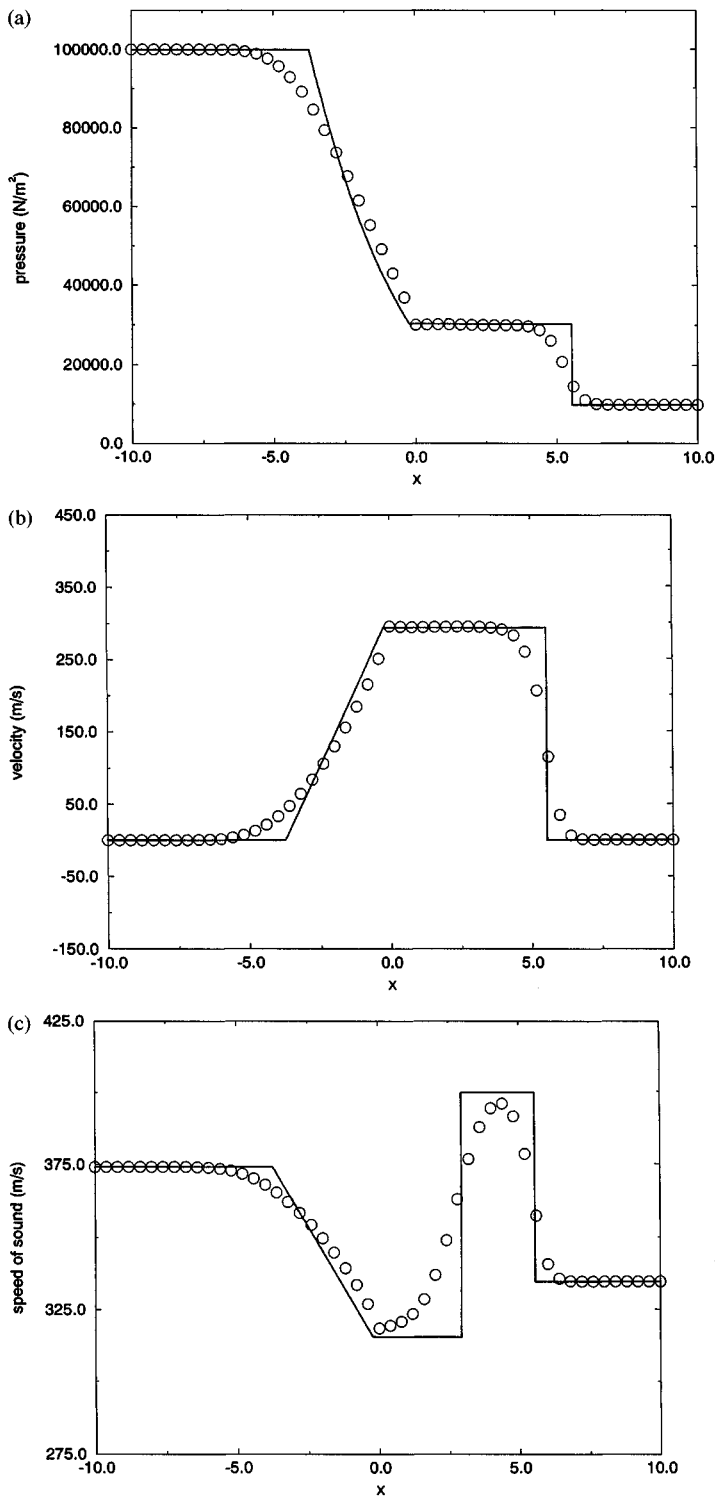 (a)
100000.0
80000.0
60000.0
40000.0
20000.0
0.0
pressure (N/m²)
-10.0 -5.0 0.0 5.0 10.0
x
(b)
450.0
350.0
250.0
150.0
50.0
-50.0
-150.0
velocity (m/s)
-10.0 -5.0 0.0 5.0 10.0
x
(c)
425.0
375.0
325.0
275.0
speed of sound (m/s)
-10.0 -5.0 0.0 5.0 10.0
x